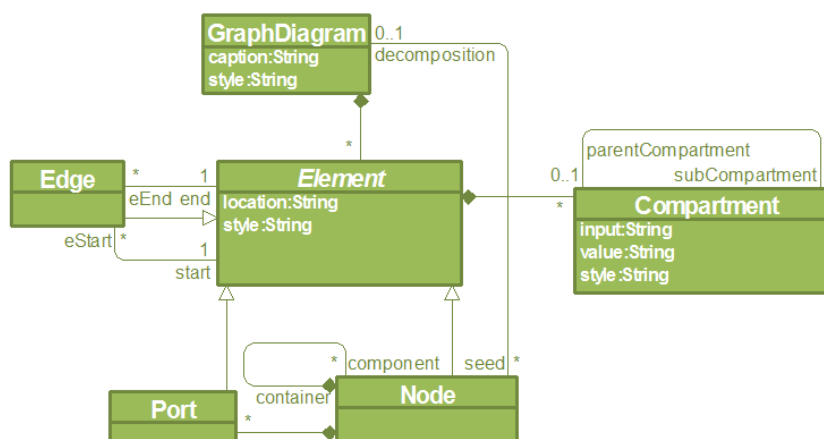 GraphDiagram
caption:String
style:String
0..1
decomposition
*
Edge
*
1
eEnd end
eStart *
1
start
Element
location:String
style:String
0..1
*
parentCompartment
subCompartment
Compartment
input:String
value:String
style:String
* component
container
seed *
Port
*
Node